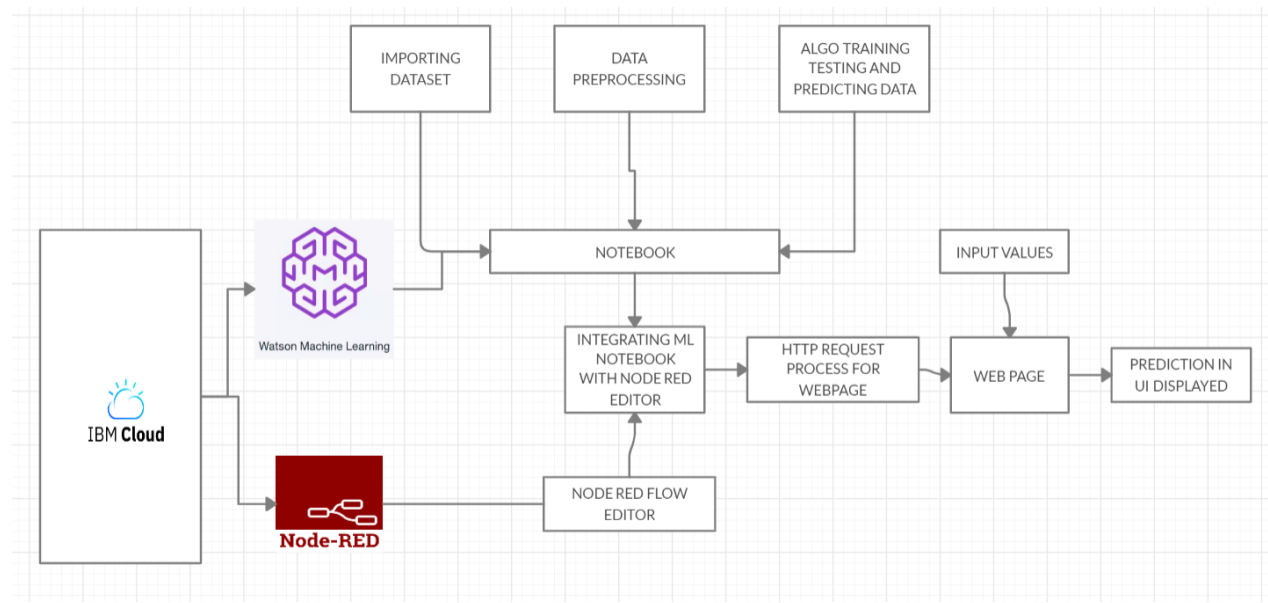 IMPORTING
DATASET
DATA
PREPROCESSING
ALGO TRAINING
TESTING AND
PREDICTING DATA
Watson Machine Learning
NOTEBOOK
INPUT VALUES
IBM Cloud
INTEGRATING ML
NOTEBOOK
WITH NODE RED
EDITOR
HTTP REQUEST
PROCESS FOR
WEBPAGE
WEB PAGE
PREDICTION IN
UI DISPLAYED
Node-RED
NODE RED FLOW
EDITOR